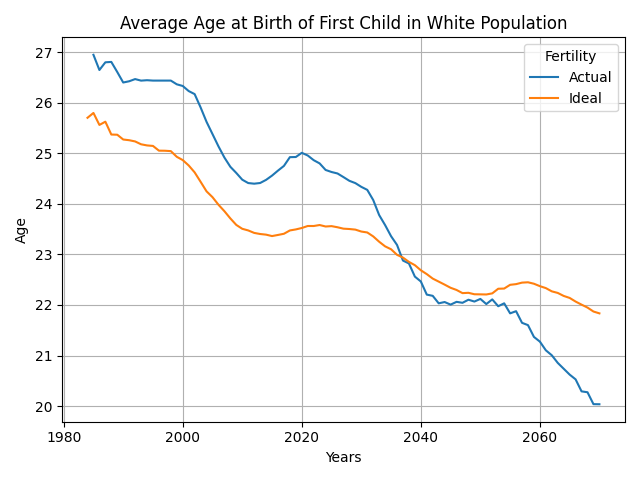 Average Age at Birth of First Child in White Population
Fertility
Actual
Ideal
Age
27
26
25
24
23
22
21
20
1980
2000
2020
2040
2060
Years